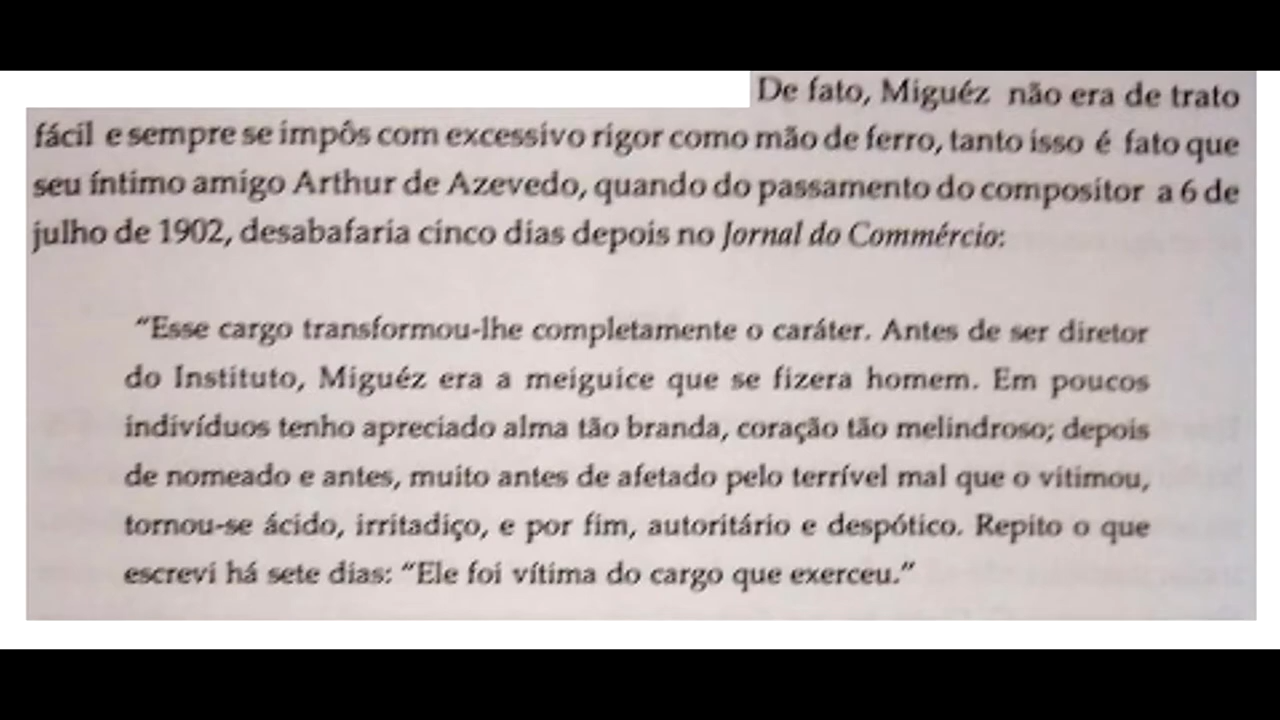 De fato, Miguéz não era de trato
fácil e sempre se impôs com excessivo rigor como mão de ferro, tanto isso é fato que
seu íntimo amigo Arthur de Azevedo, quando do passamento do compositor a 6 de
julho de 1902, desabafaria cinco dias depois no Jornal do Commércio:
“Esse cargo transformou-lhe completamente o caráter. Antes de ser diretor
do Instituto, Miguéz era a meiguice que se fizera homem. Em poucos
indivíduos tenho apreciado alma tão branda, coração tão melindroso; depois
de nomeado e antes, muito antes de afetado pelo terrível mal que o vitimou,
tornou-se ácido, irritadiço, e por fim, autoritário e despótico. Repito o que
escrevi há sete dias: “Ele foi vítima do cargo que exerceu.”